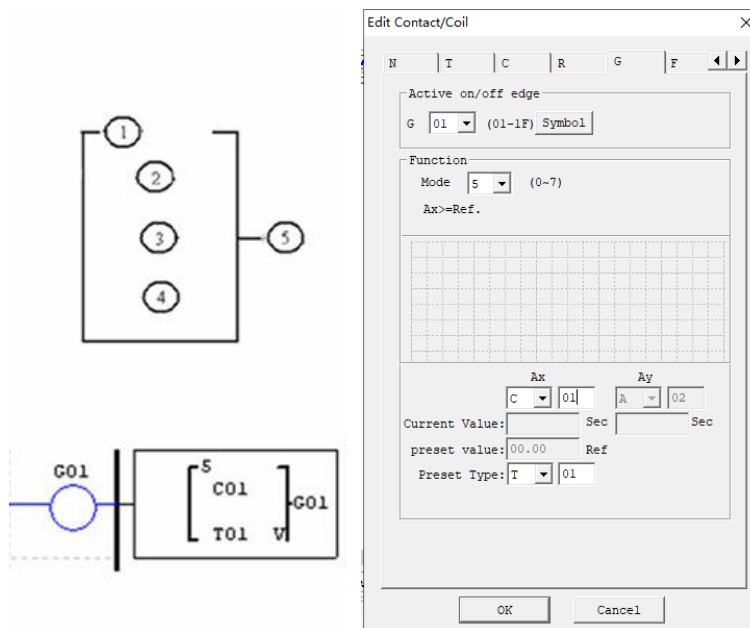 1
2
3
5
4
G01
5
C01
G01
T01 V
Edit Contact/Coil
N T C R G F
Active on/off edge
G 01 (01-1F) Symbol
Function
Mode 5 (0~7)
Ax>=Ref.
Ax Ay
C 01 A 02
Current Value: Sec Sec
preset value: 00.00 Ref
Preset Type: T 01
OK Cancel